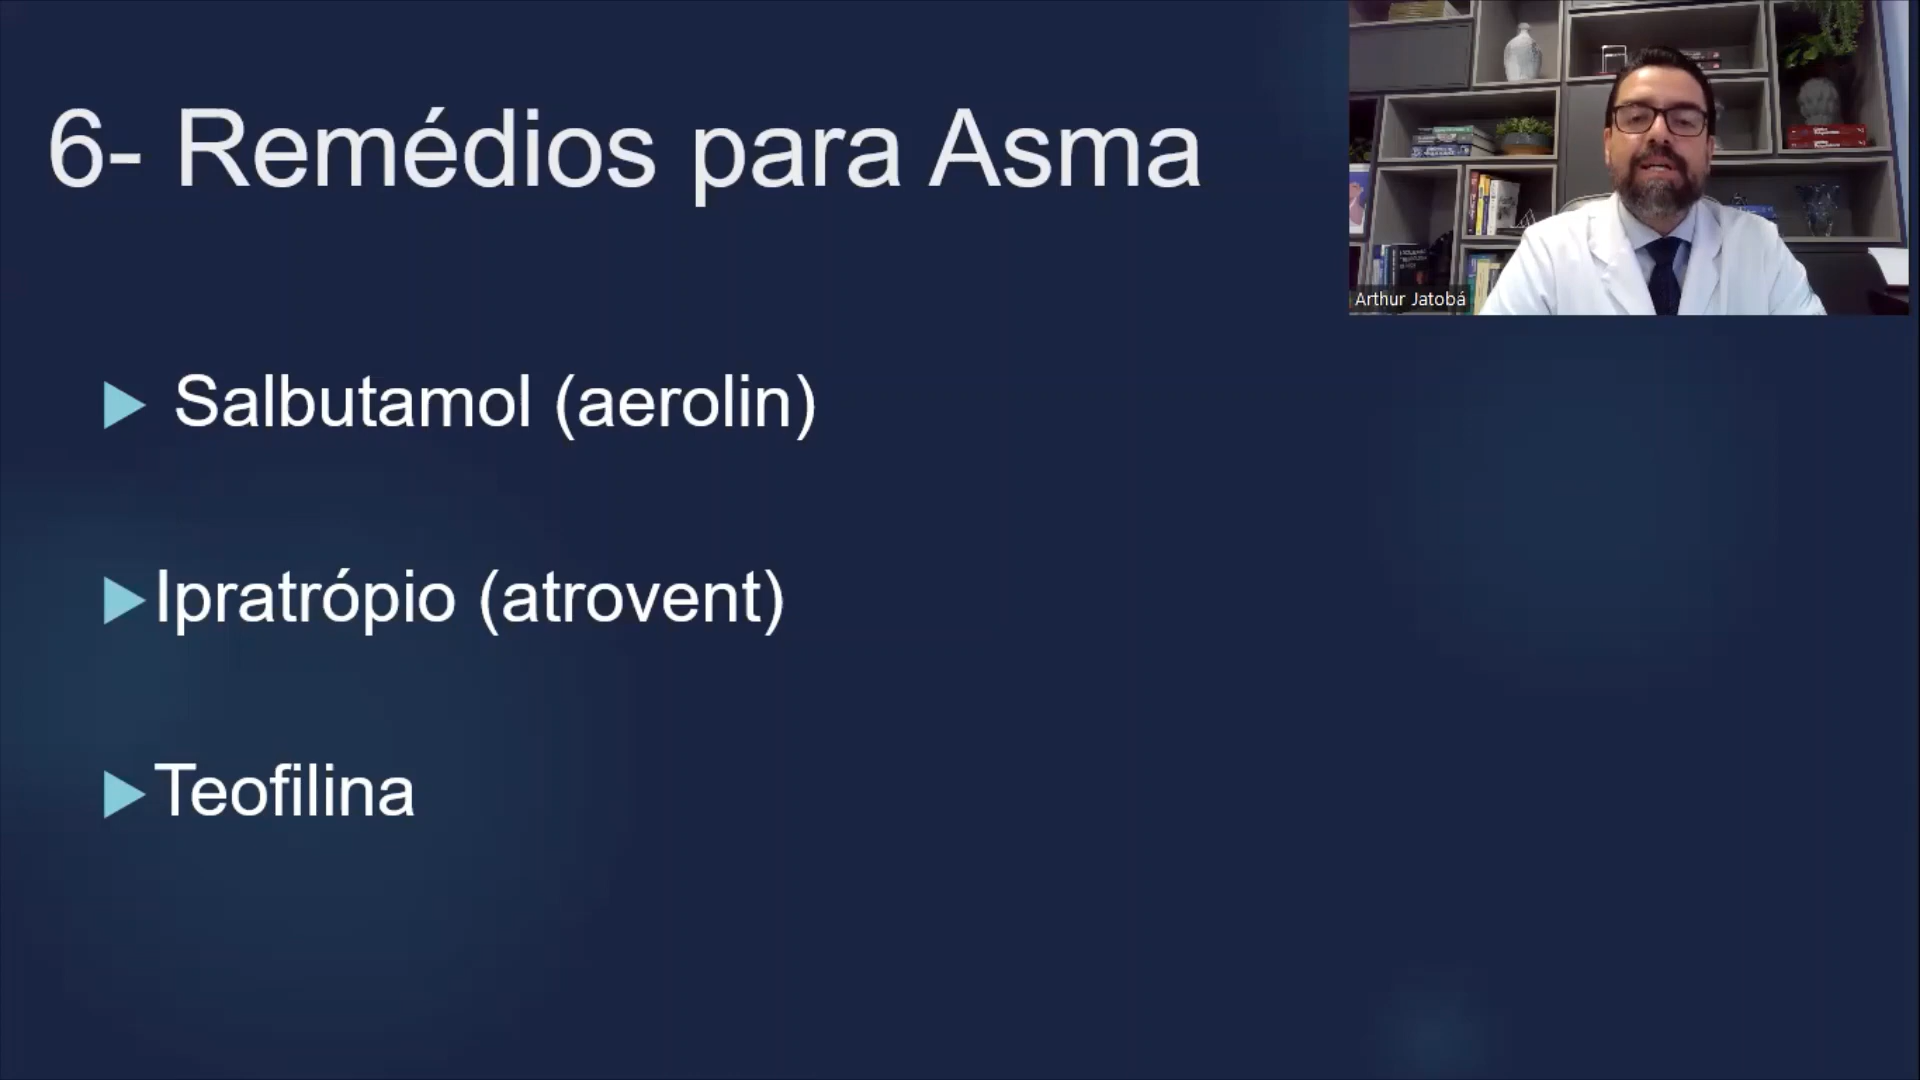 6- Remédios para Asma
Arthur Jatobá
Salbutamol (aerolin)
Ipratrópio (atrovent)
Teofilina